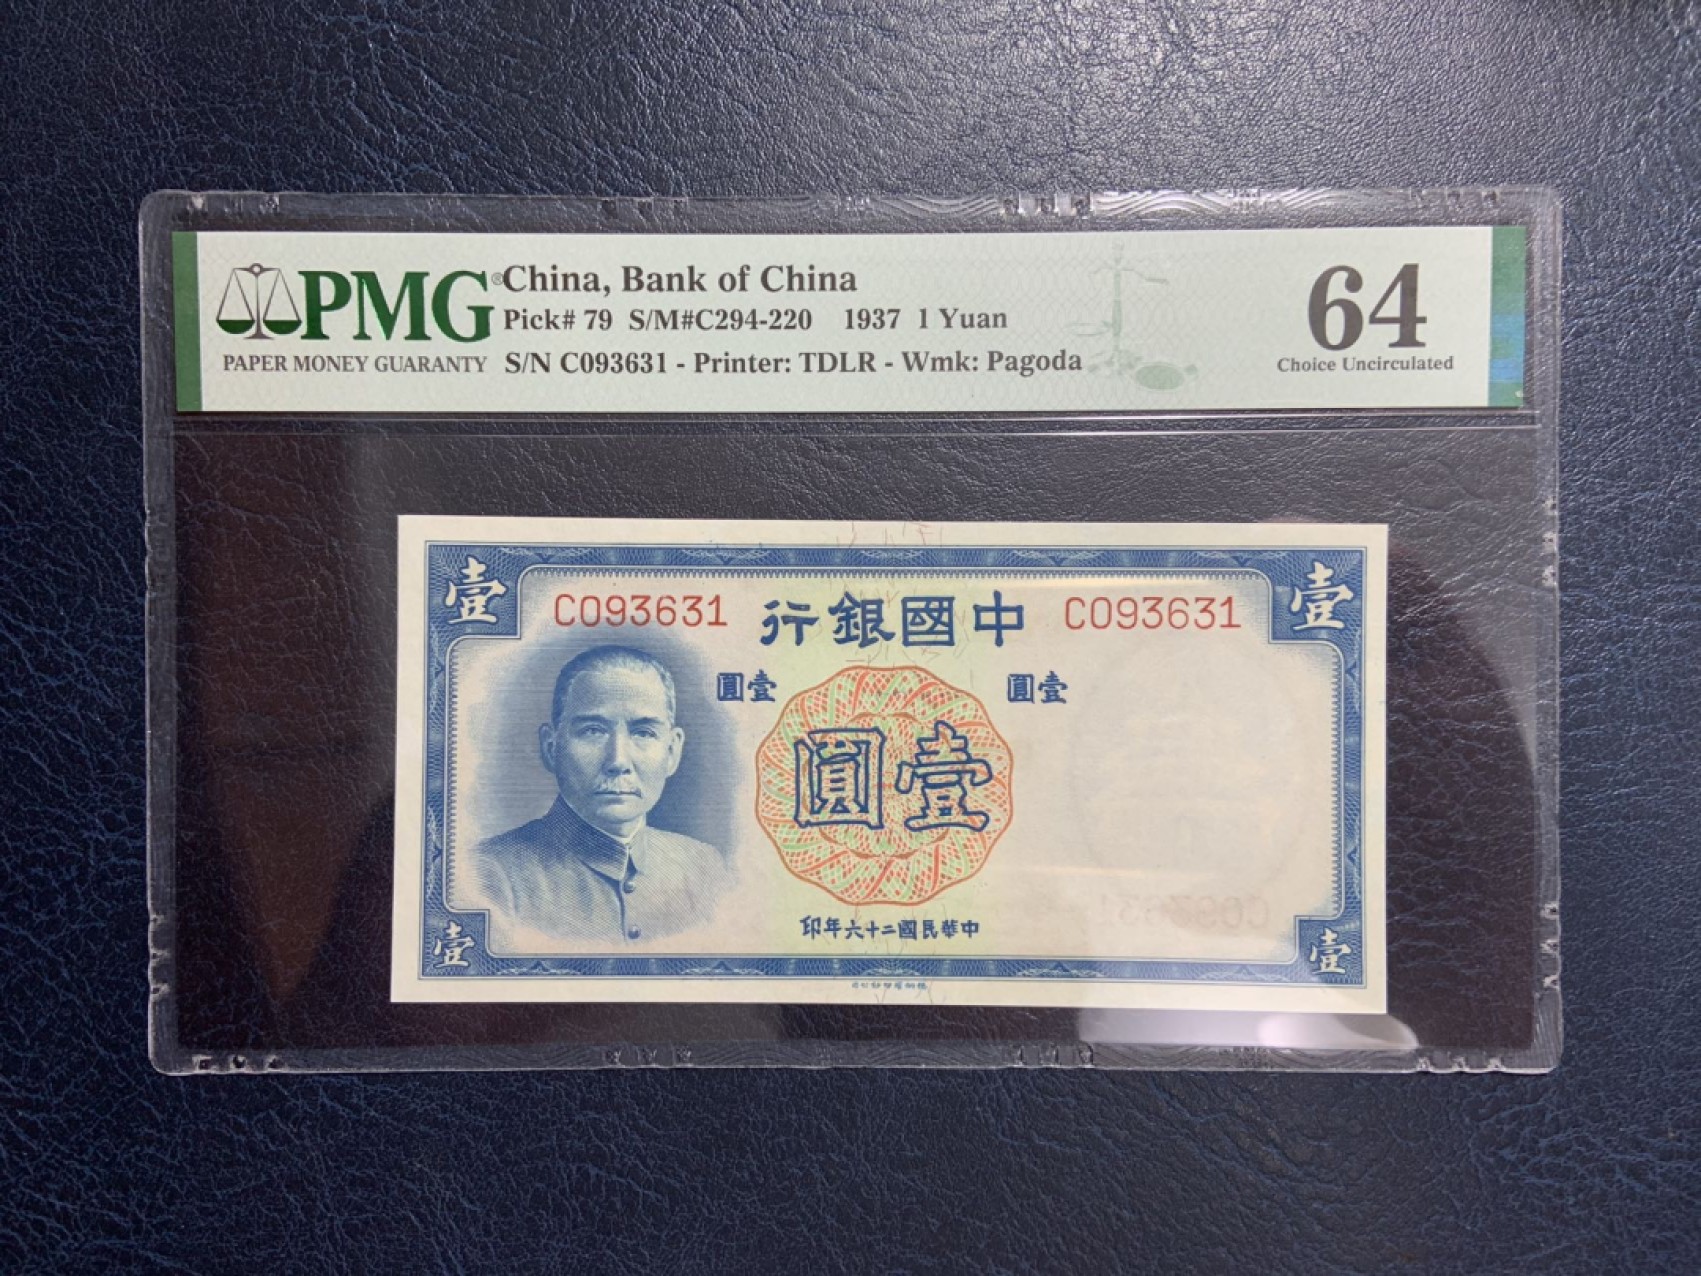 PMG®
PAPER MONEY GUARANTY
China, Bank of China
Pick# 79 S/M#C294-220 1937 1 Yuan
S/N C093631 - Printer: TDLR - Wmk: Pagoda
64
Choice Uncirculated
壹
壹
C093631
行銀國中
C093631
圓壹
圓壹
圓壹
印年六十二國民華中
壹
壹